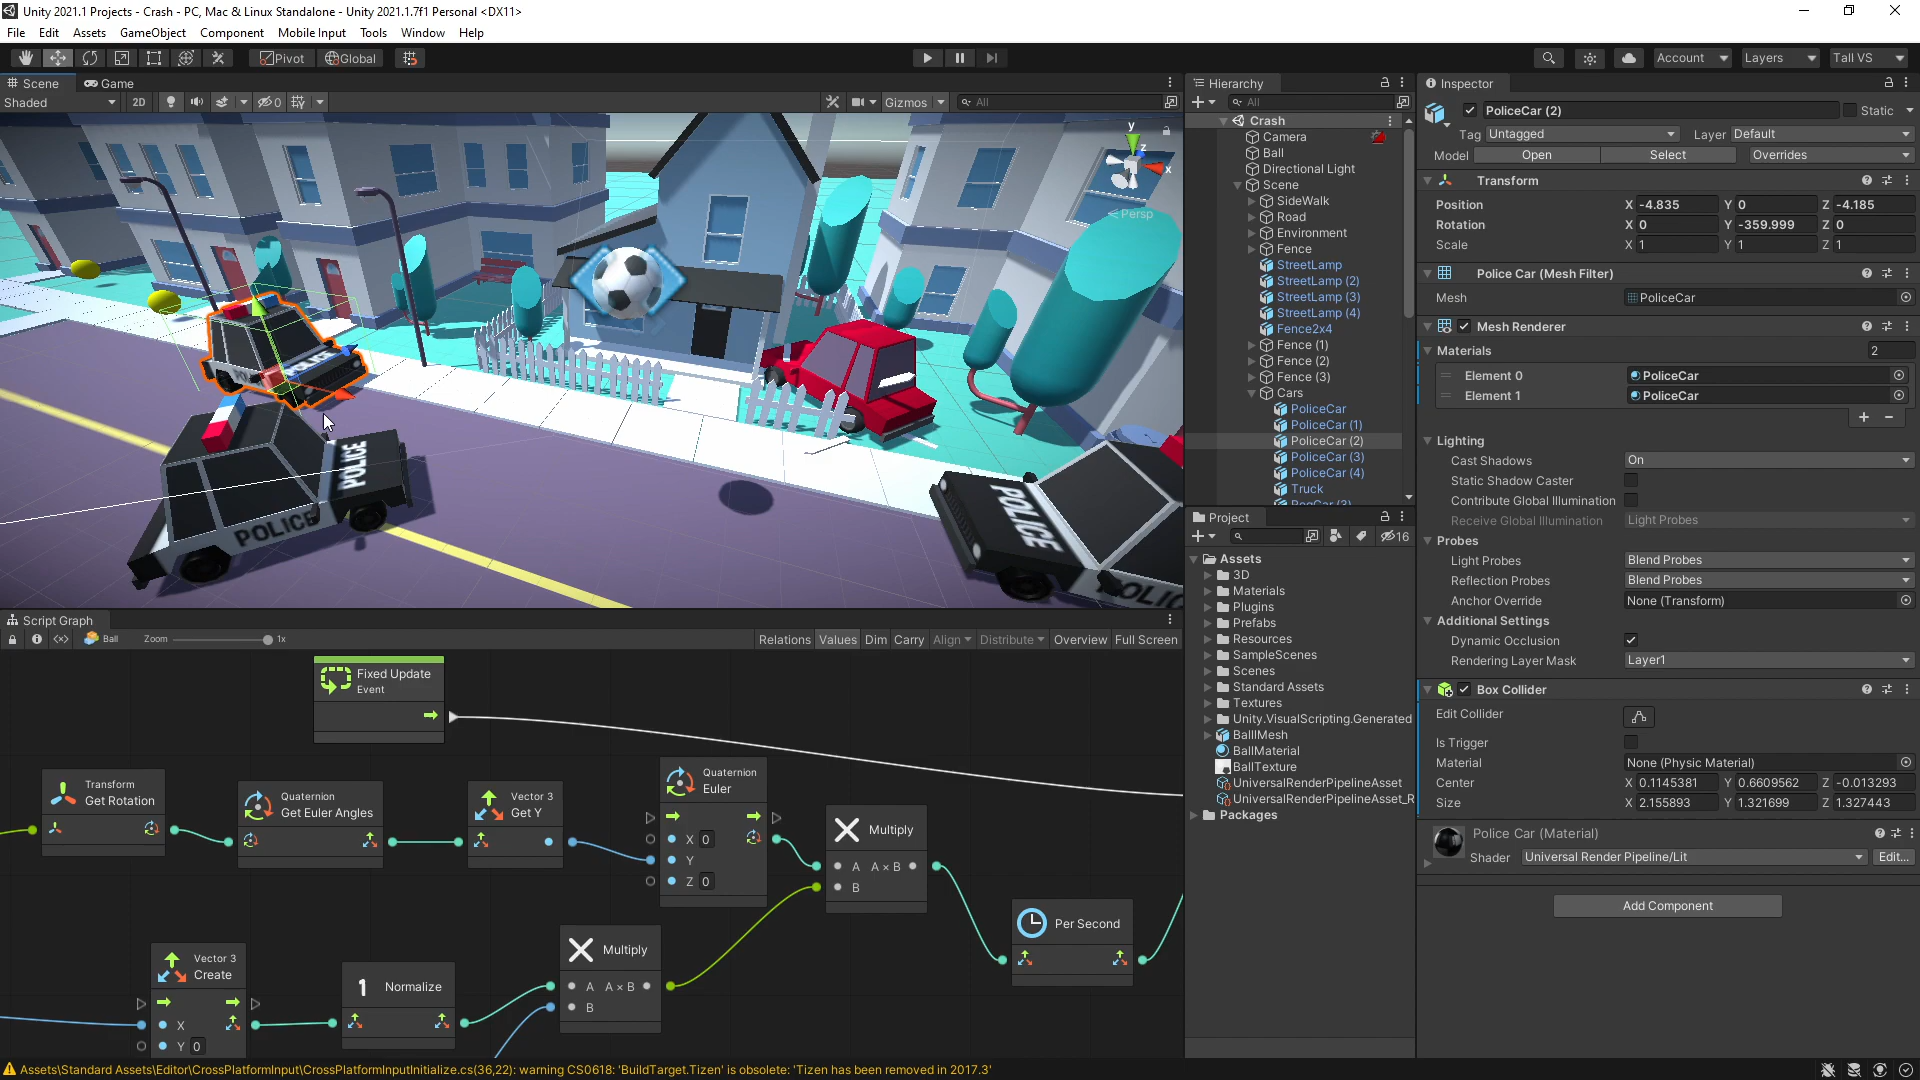 Unity 2021.1 Projects - Crash - PC, Mac & Linux Standalone - Unity 2021.1.7f1 Personal <DX11>
File Edit Assets GameObject Component Mobile Input Tools Window Help
Pivot Global Account Layers Tall VS
Scene Game
Shaded 2D 0 Gizmos All
y
z
x
Persp
POLICE
POLICE
POLICE
POLICE
Hierarchy
All
Crash
Camera
Ball
Directional Light
Scene
SideWalk
Road
Environment
Fence
StreetLamp
StreetLamp (2)
StreetLamp (3)
StreetLamp (4)
Fence2x4
Fence (1)
Fence (2)
Fence (3)
Cars
PoliceCar
PoliceCar (1)
PoliceCar (2)
PoliceCar (3)
PoliceCar (4)
Truck
Project
16
Assets
3D
Materials
Plugins
Prefabs
Resources
SampleScenes
Scenes
Standard Assets
Textures
Unity.VisualScripting.Generated
BallMesh
BallMaterial
BallTexture
UniversalRenderPipelineAsset
UniversalRenderPipelineAsset_R
Packages
Inspector
PoliceCar (2) Static
Tag Untagged Layer Default
Model Open Select Overrides
Transform
Position X -4.835 Y 0 Z -4.185
Rotation X 0 Y -359.999 Z 0
Scale X 1 Y 1 Z 1
Police Car (Mesh Filter)
Mesh PoliceCar
Mesh Renderer
Materials 2
Element 0 PoliceCar
Element 1 PoliceCar
Lighting
Cast Shadows On
Static Shadow Caster
Contribute Global Illumination
Receive Global Illumination Light Probes
Probes
Light Probes Blend Probes
Reflection Probes Blend Probes
Anchor Override None (Transform)
Additional Settings
Dynamic Occlusion
Rendering Layer Mask Layer1
Box Collider
Edit Collider
Is Trigger
Material None (Physic Material)
Center X 0.1145381 Y 0.6609562 Z -0.013293
Size X 2.155893 Y 1.321699 Z 1.327443
Police Car (Material)
Shader Universal Render Pipeline/Lit Edit...
Add Component
Script Graph
Ball Zoom 1x Relations Values Dim Carry Align Distribute Overview Full Screen
Fixed Update
Event
Transform
Get Rotation
Quaternion
Get Euler Angles
Vector 3
Get Y
Quaternion
Euler
X 0
Y
Z 0
Multiply
A A × B
B
Per Second
Vector 3
Create
X
Y 0
1 Normalize
Multiply
A A × B
B
Assets\Standard Assets\Editor\CrossPlatformInput\CrossPlatformInputInitialize.cs(36,22): warning CS0618: 'BuildTarget.Tizen' is obsolete: 'Tizen has been removed in 2017.3'